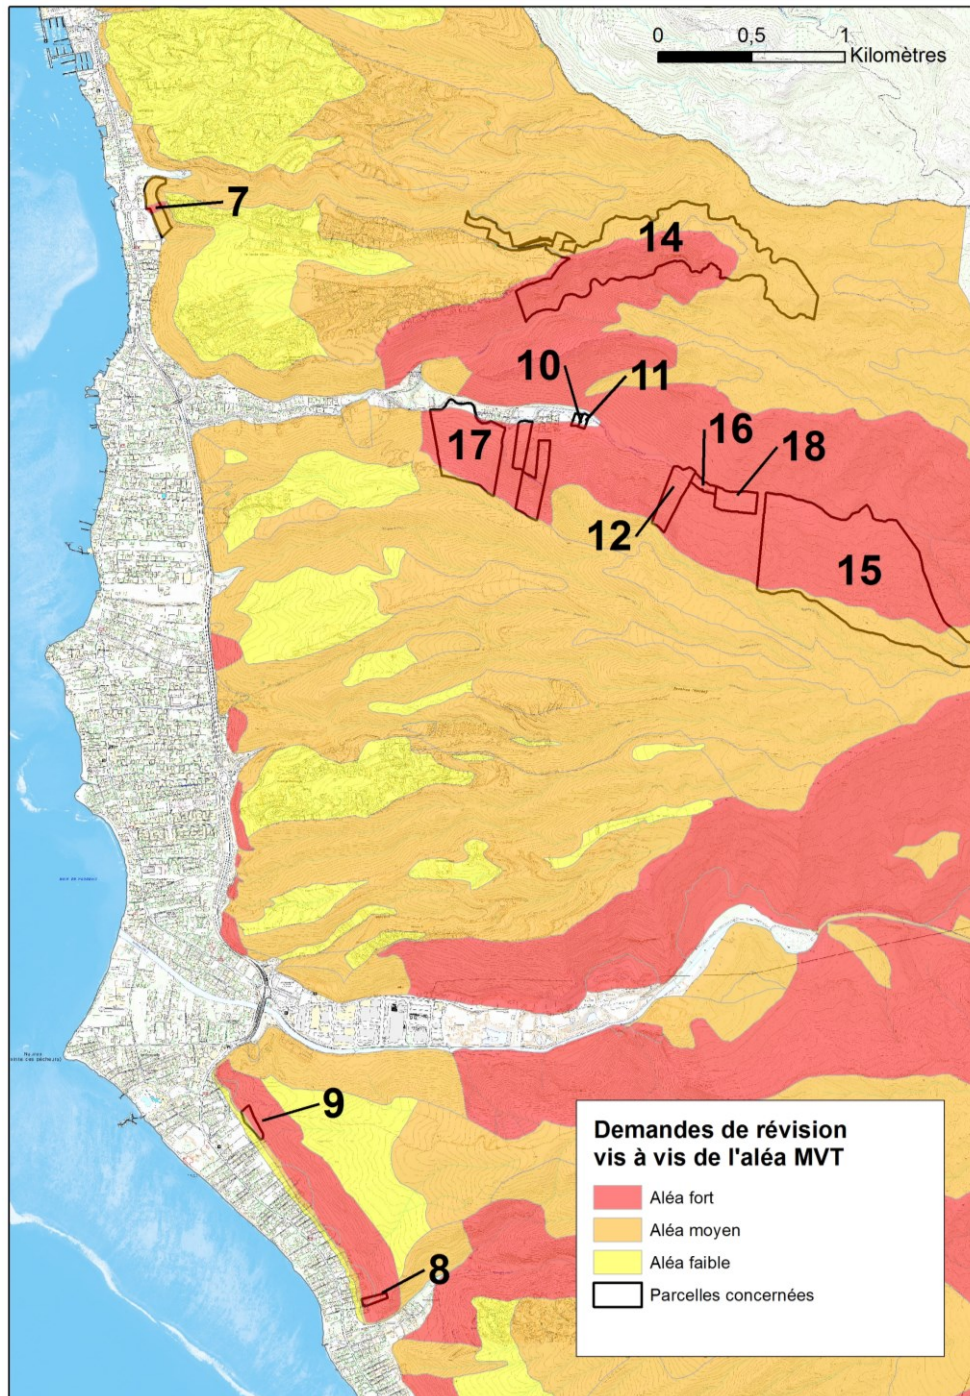 0 0,5 1
Kilomètres
7
14
10
11
17
16
18
12
15
9
8
Demandes de révision
vis à vis de l'aléa MVT
Aléa fort
Aléa moyen
Aléa faible
Parcelles concernées